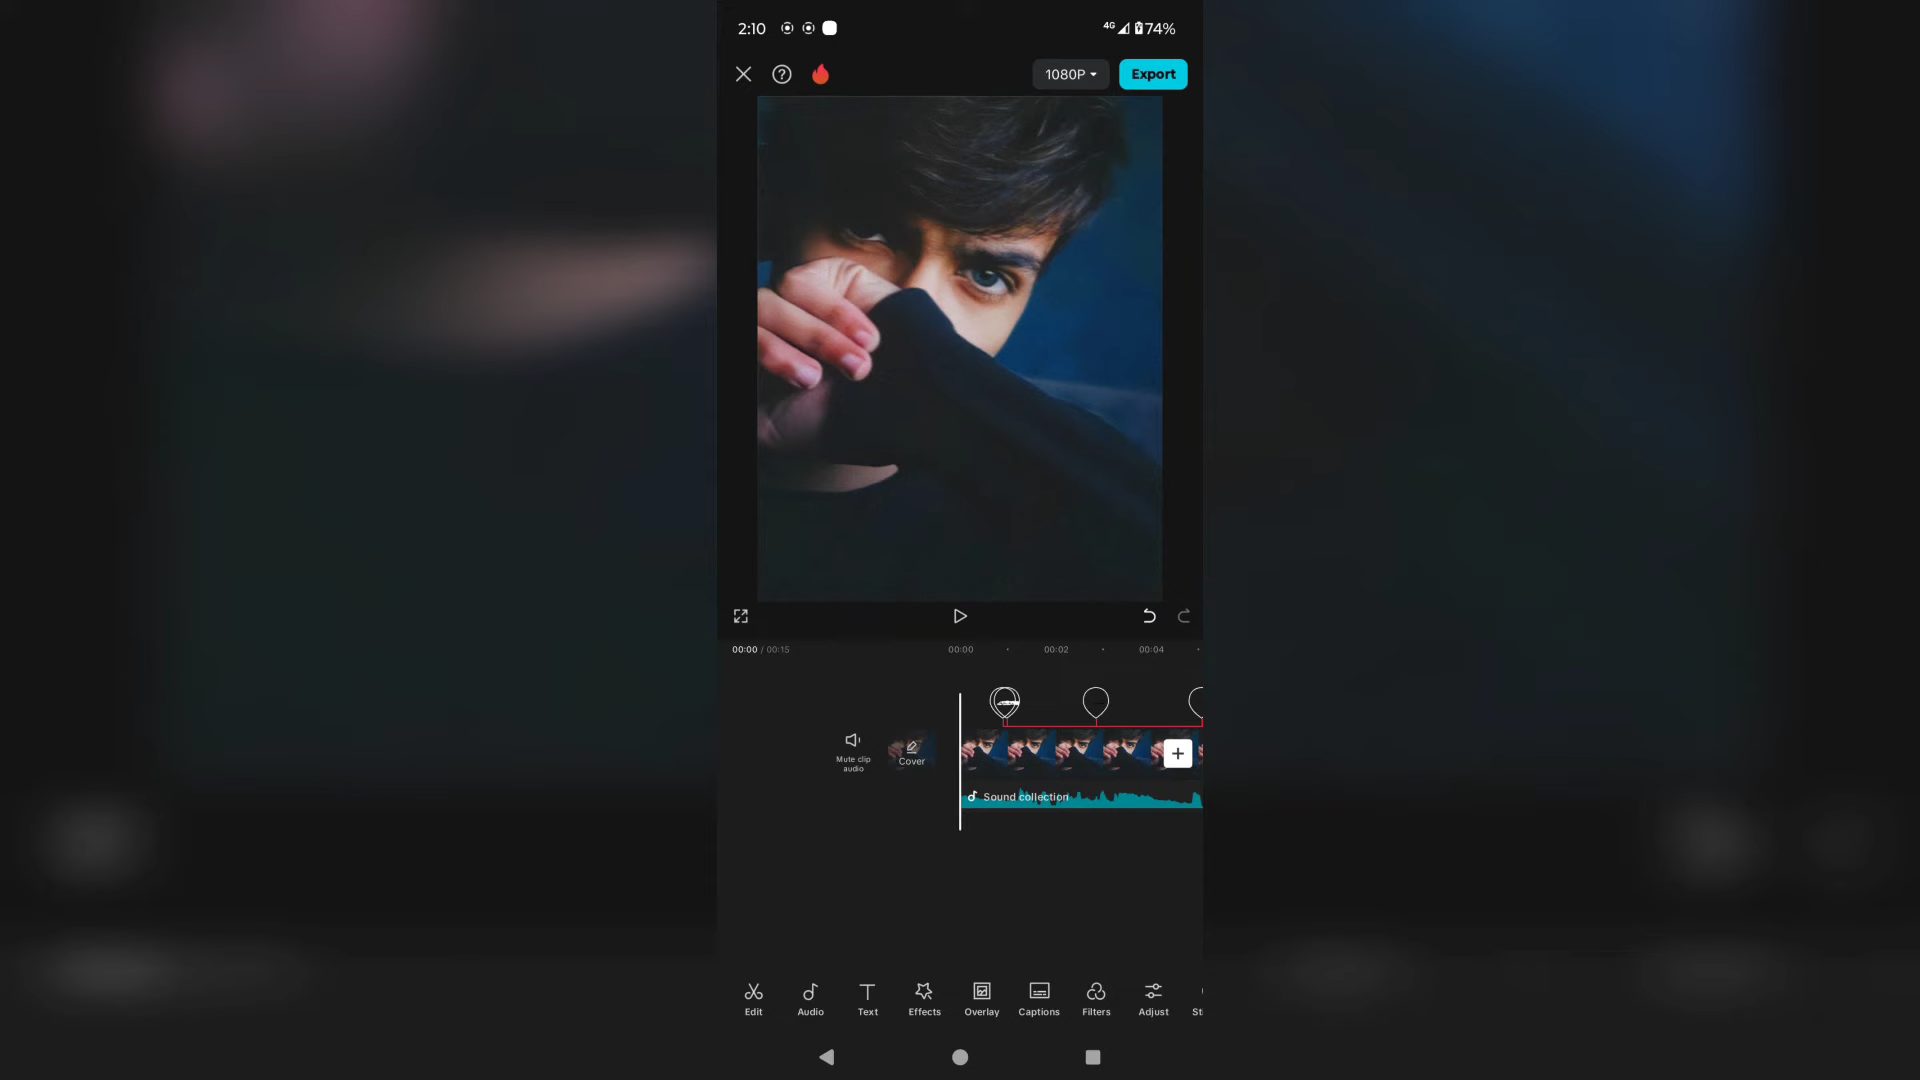 2:10
4G 74%
1080P
Export
00:00 / 00:15
00:00
00:02
00:04
Mute clip
audio
Cover
Sound collection
Edit
Audio
Text
Effects
Overlay
Captions
Filters
Adjust